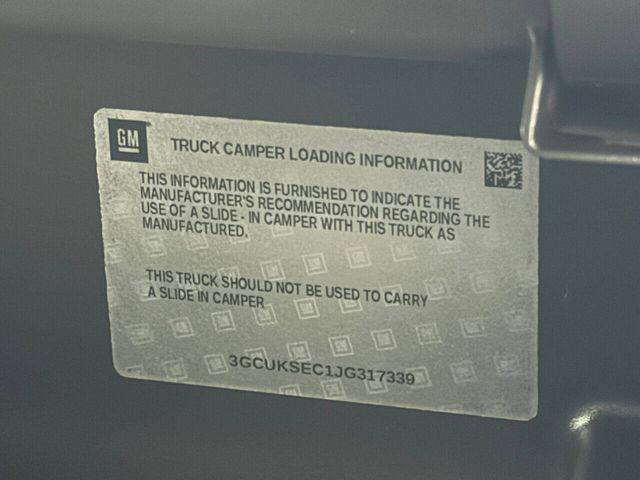 GM
TRUCK CAMPER LOADING INFORMATION
THIS INFORMATION IS FURNISHED TO INDICATE THE
MANUFACTURER'S RECOMMENDATION REGARDING THE
USE OF A SLIDE - IN CAMPER WITH THIS TRUCK AS
MANUFACTURED.
THIS TRUCK SHOULD NOT BE USED TO CARRY
A SLIDE IN CAMPER
3GCUKSEC1JG317339